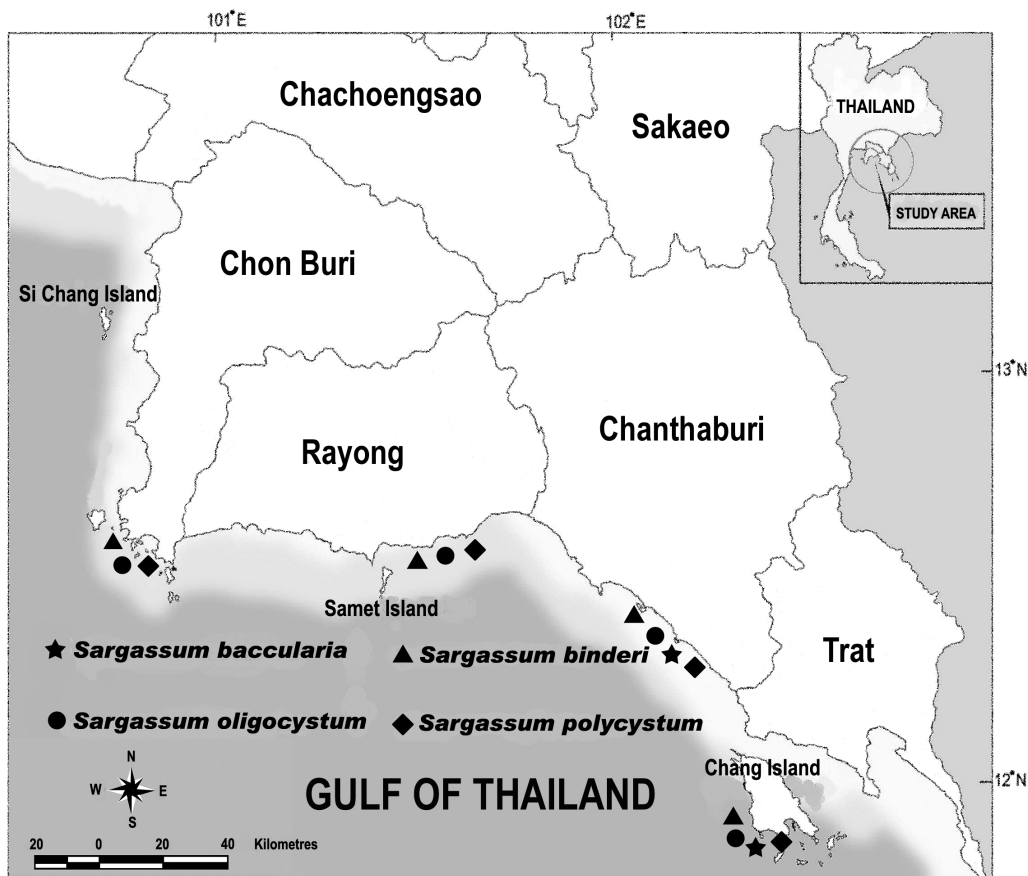 101°E
102°E
Chachoengsao
Sakaeo
THAILAND
STUDY AREA
Chon Buri
Si Chang Island
13°N
Chanthaburi
Rayong
Samet Island
Sargassum baccularia
Sargassum binderi
Trat
Sargassum oligocystum
Sargassum polycystum
N
W
E
S
Chang Island
GULF OF THAILAND
12°N
20 0 20 40 Kilometres